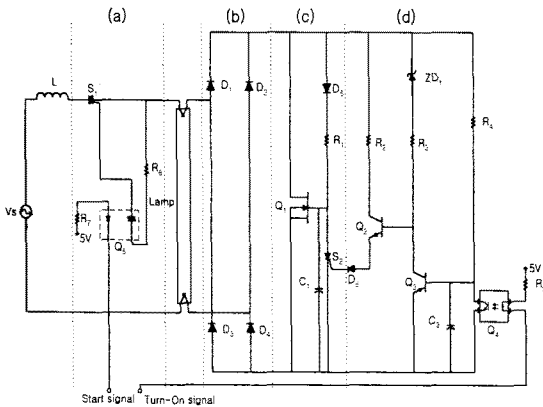 (a) (b) (c) (d)
L
S₁
D₁
D₂
D₅
ZD₁
R₆
R₁
R₂
R₃
R₄
Vs
Lamp
R₇
5V
Q₅
Q₁
Q₂
S₂
C₁
Q₃
5V
R
C₂
Q₄
D₃
D₄
Start signal Turn-On signal